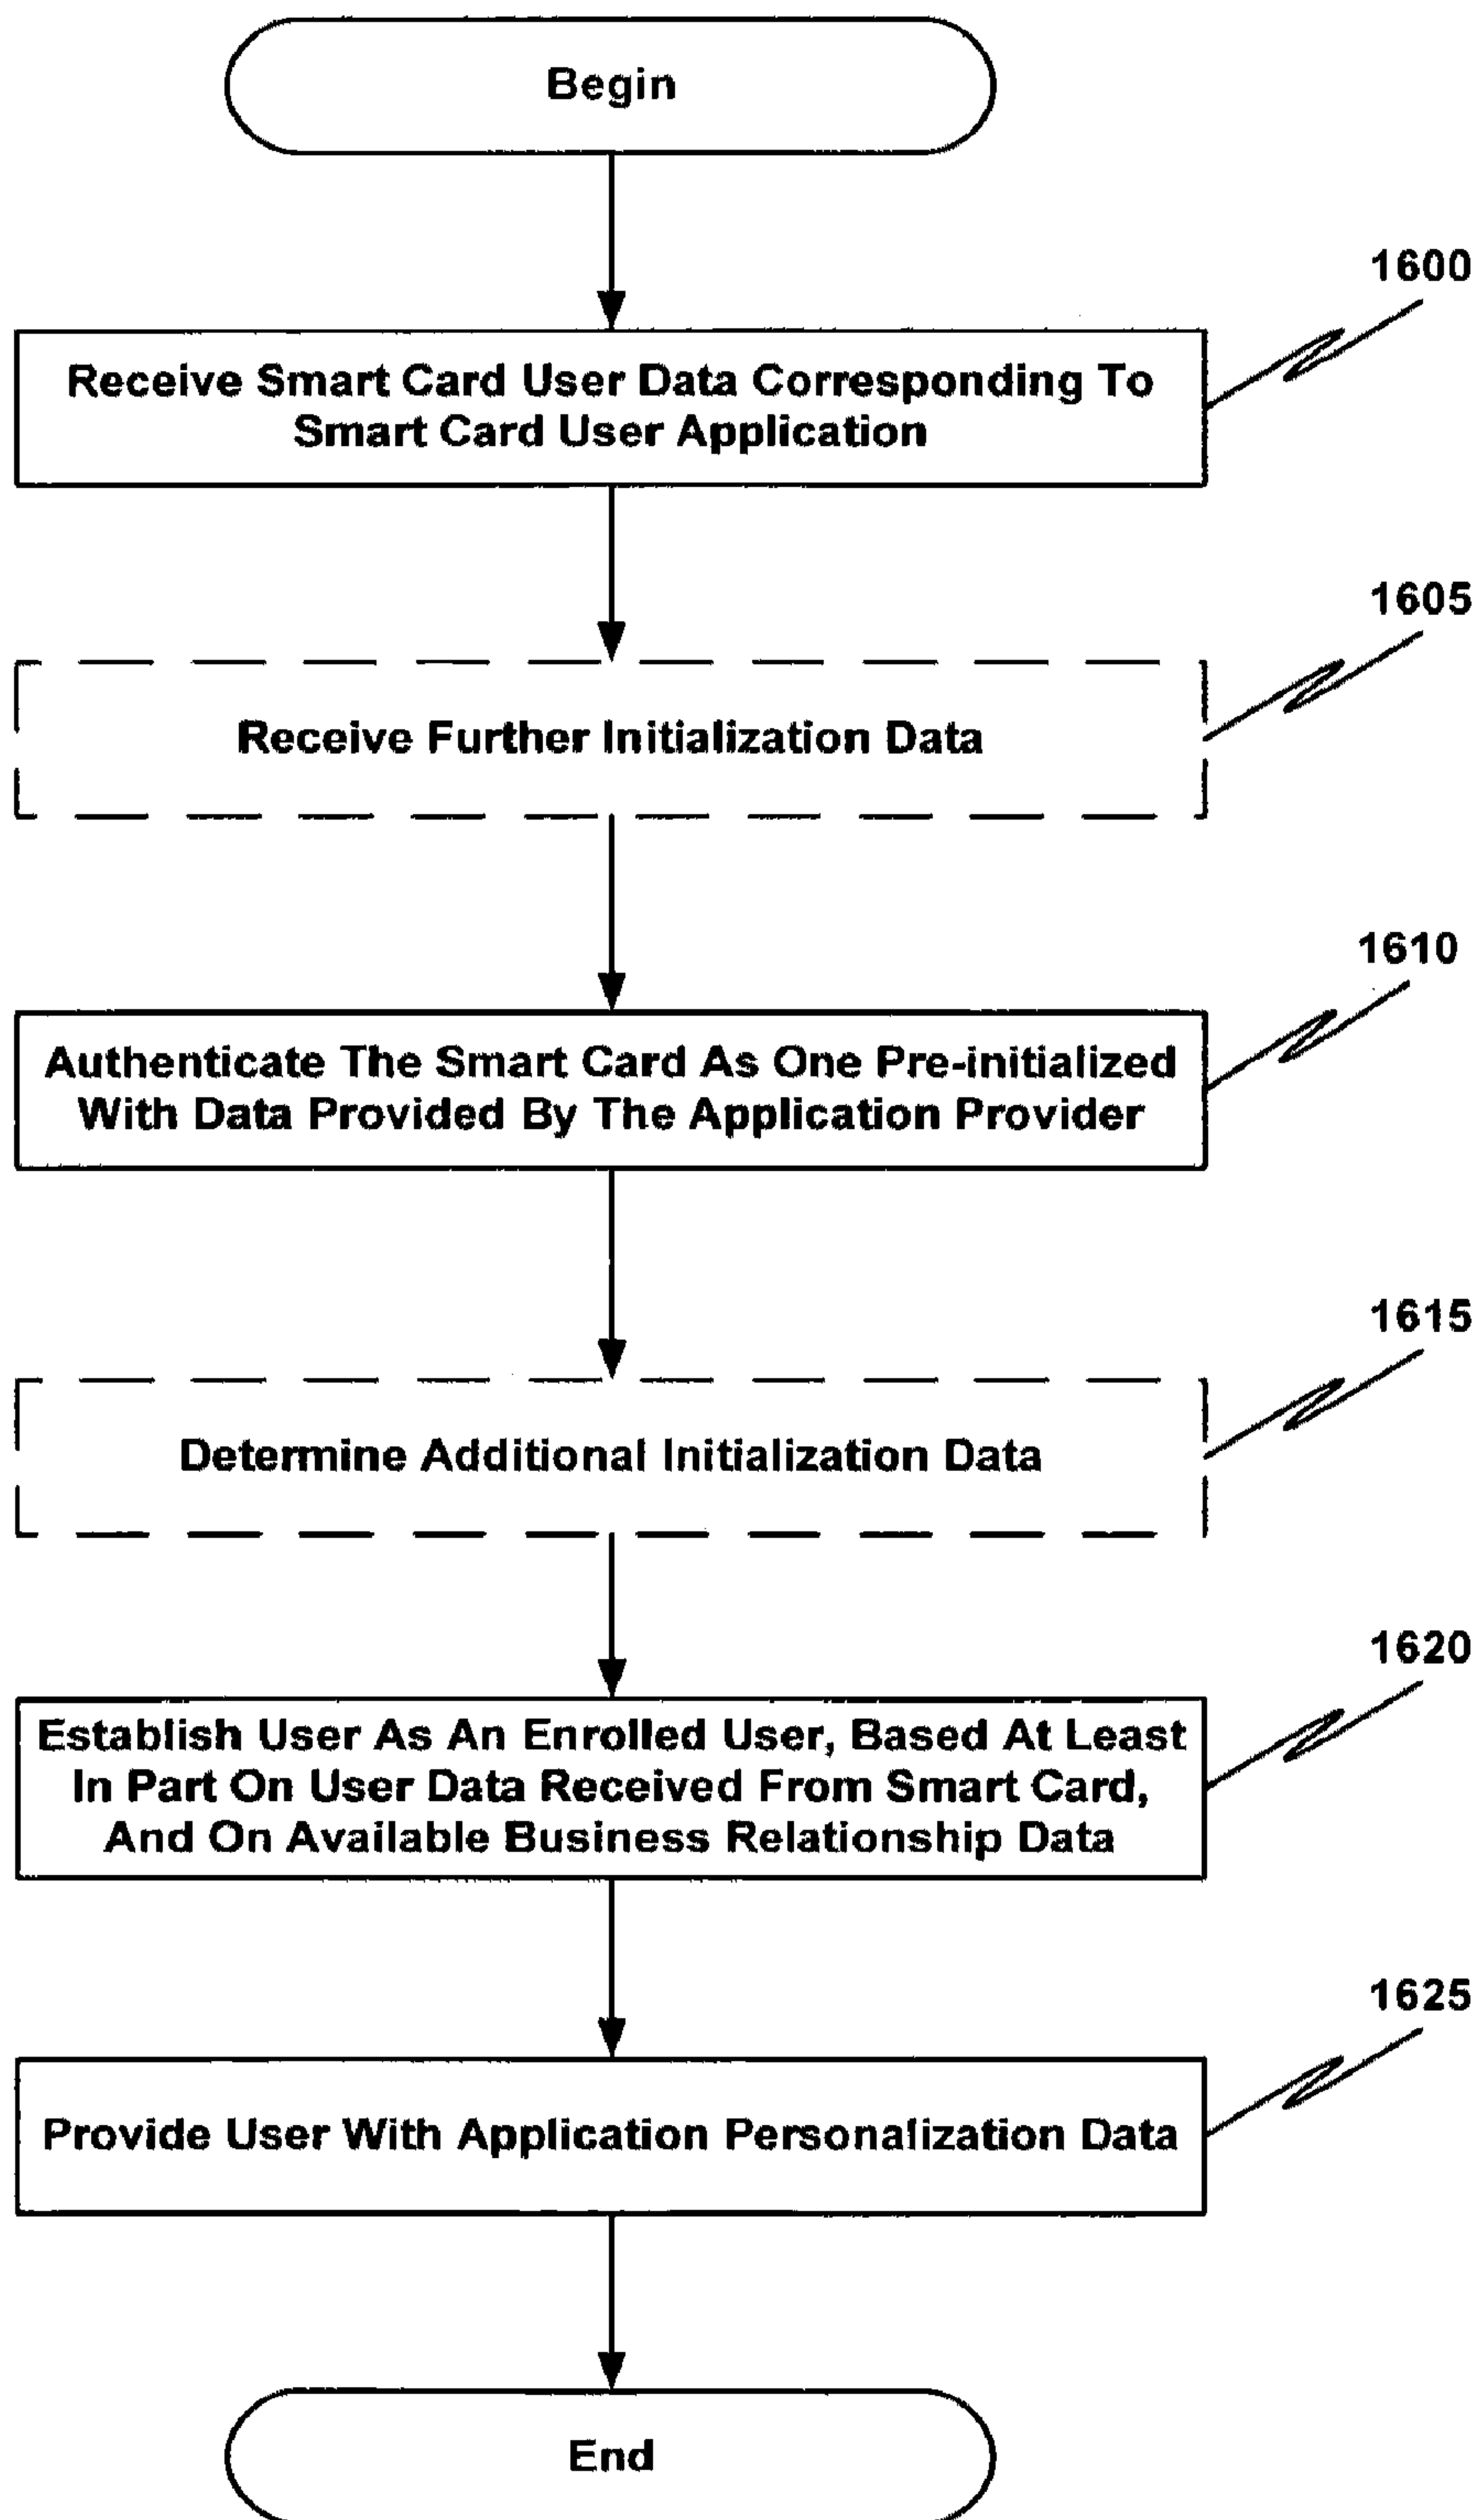 Begin
1600
Receive Smart Card User Data Corresponding To
Smart Card User Application
1605
Receive Further Initialization Data
1610
Authenticate The Smart Card As One Pre-initialized
With Data Provided By The Application Provider
1615
Determine Additional Initialization Data
1620
Establish User As An Enrolled User, Based At Least
In Part On User Data Received From Smart Card,
And On Available Business Relationship Data
1625
Provide User With Application Personalization Data
End